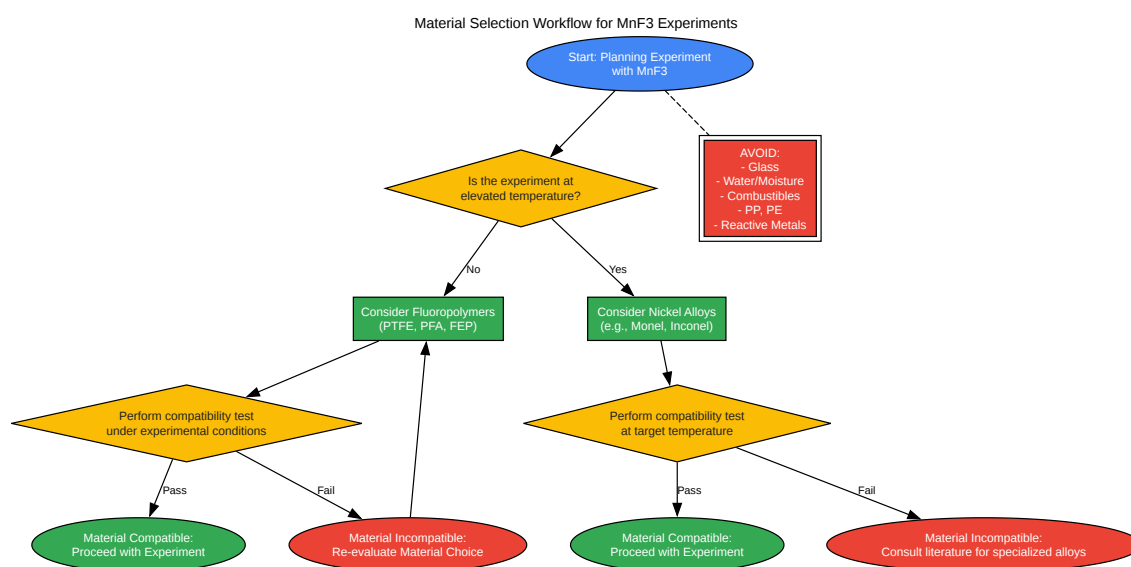 Material Selection Workflow for MnF3 Experiments
Start: Planning Experiment
with MnF3
AVOID:
- Glass
- Water/Moisture
- Combustibles
- PP, PE
- Reactive Metals
Is the experiment at
elevated temperature?
No
Yes
Consider Fluoropolymers
(PTFE, PFA, FEP)
Consider Nickel Alloys
(e.g., Monel, Inconel)
Perform compatibility test
under experimental conditions
Perform compatibility test
at target temperature
Pass
Fail
Pass
Fail
Material Compatible:
Proceed with Experiment
Material Incompatible:
Re-evaluate Material Choice
Material Compatible:
Proceed with Experiment
Material Incompatible:
Consult literature for specialized alloys